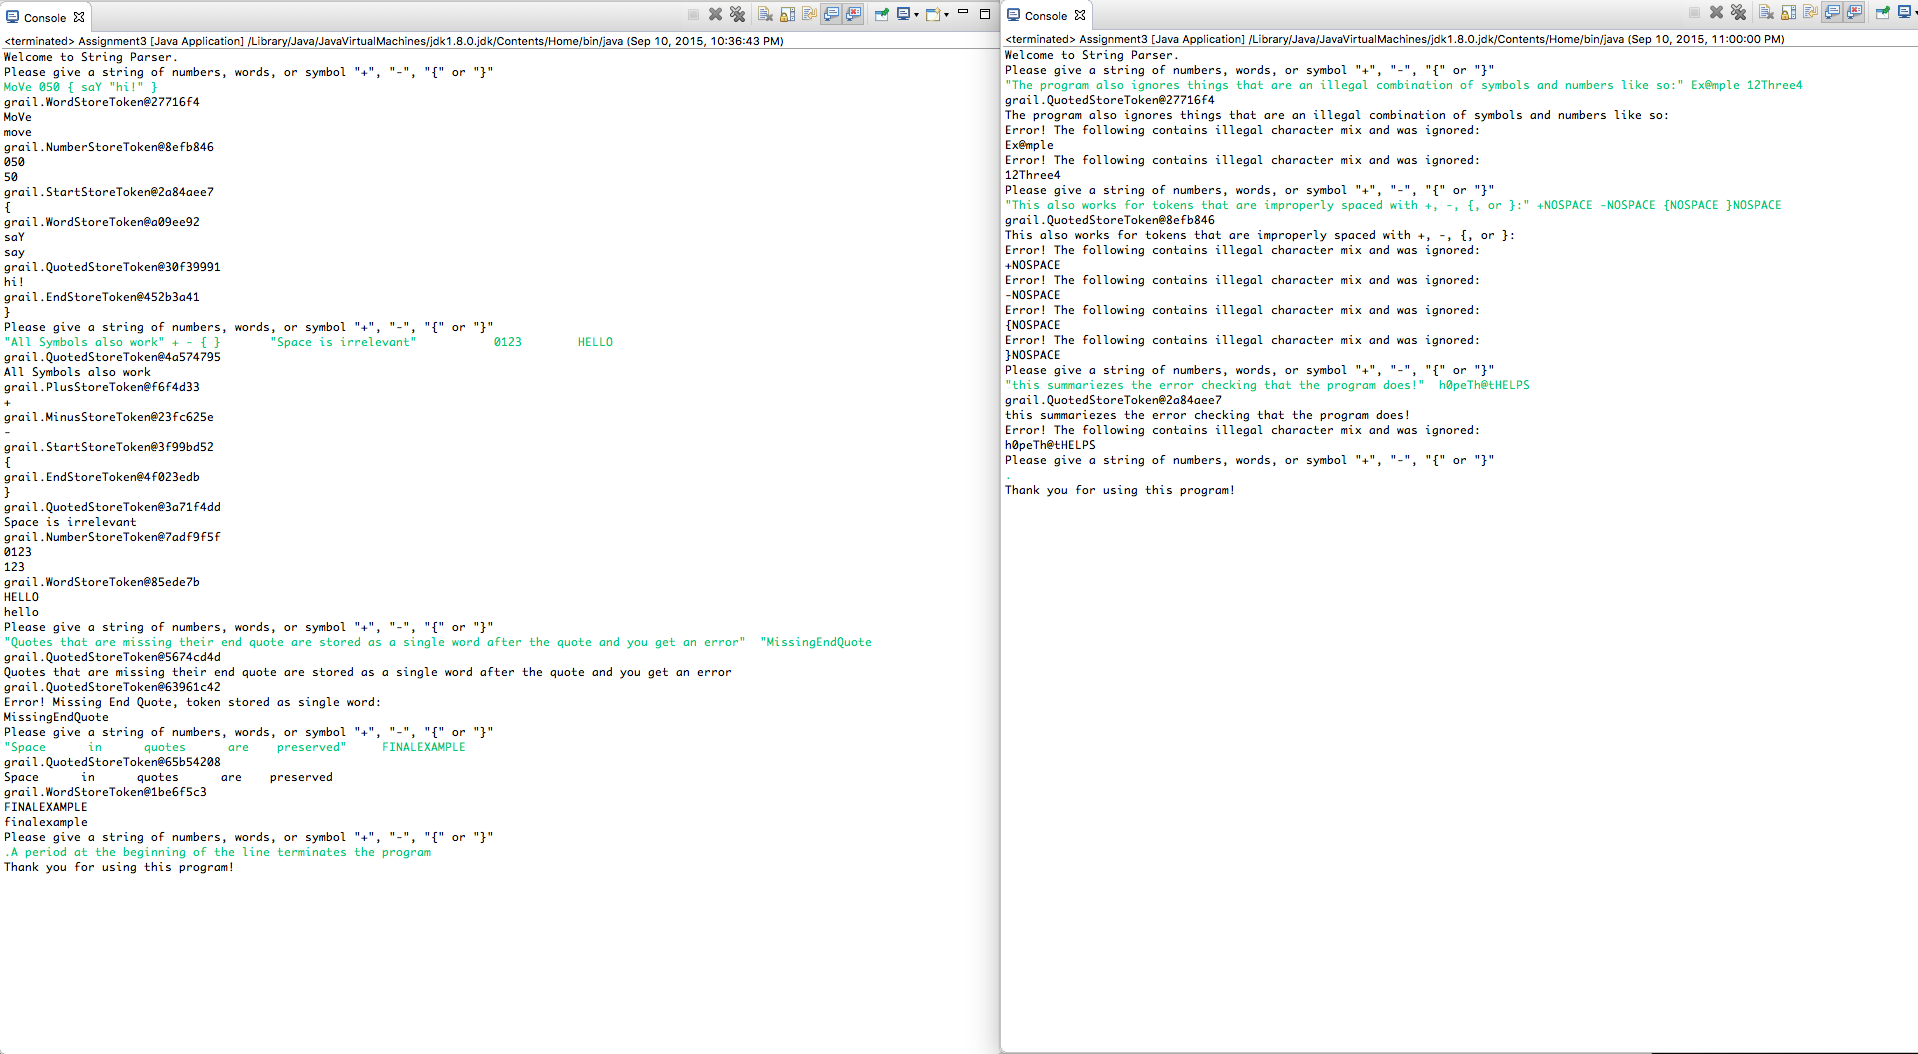 Console
<terminated> Assignment3 [Java Application] /Library/Java/JavaVirtualMachines/jdk1.8.0.jdk/Contents/Home/bin/java (Sep 10, 2015, 10:36:43 PM)
Welcome to String Parser.
Please give a string of numbers, words, or symbol "+", "-", "{" or "}"
MoVe 050 { saY "hi!" }
grail.WordStoreToken@27716f4
MoVe
move
grail.NumberStoreToken@8efb846
050
50
grail.StartStoreToken@2a84aee7
{
grail.WordStoreToken@a09ee92
saY
say
grail.QuotedStoreToken@30f39991
hi!
grail.EndStoreToken@452b3a41
}
Please give a string of numbers, words, or symbol "+", "-", "{" or "}"
"All Symbols also work" + - { }       "Space is irrelevant"           0123        HELLO
grail.QuotedStoreToken@4a574795
All Symbols also work
grail.PlusStoreToken@f6f4d33
+
grail.MinusStoreToken@23fc625e
-
grail.StartStoreToken@3f99bd52
{
grail.EndStoreToken@4f023edb
}
grail.QuotedStoreToken@3a71f4dd
Space is irrelevant
grail.NumberStoreToken@7adf9f5f
0123
123
grail.WordStoreToken@85ede7b
HELLO
hello
Please give a string of numbers, words, or symbol "+", "-", "{" or "}"
"Quotes that are missing their end quote are stored as a single word after the quote and you get an error"  "MissingEndQuote
grail.QuotedStoreToken@5674cd4d
Quotes that are missing their end quote are stored as a single word after the quote and you get an error
grail.QuotedStoreToken@63961c42
Error! Missing End Quote, token stored as single word:
MissingEndQuote
Please give a string of numbers, words, or symbol "+", "-", "{" or "}"
"Space      in      quotes      are    preserved"     FINALEXAMPLE
grail.QuotedStoreToken@65b54208
Space      in      quotes      are    preserved
grail.WordStoreToken@1be6f5c3
FINALEXAMPLE
finalexample
Please give a string of numbers, words, or symbol "+", "-", "{" or "}"
.A period at the beginning of the line terminates the program
Thank you for using this program!
Console
<terminated> Assignment3 [Java Application] /Library/Java/JavaVirtualMachines/jdk1.8.0.jdk/Contents/Home/bin/java (Sep 10, 2015, 11:00:00 PM)
Welcome to String Parser.
Please give a string of numbers, words, or symbol "+", "-", "{" or "}"
"The program also ignores things that are an illegal combination of symbols and numbers like so:" Ex@mple 12Three4
grail.QuotedStoreToken@27716f4
The program also ignores things that are an illegal combination of symbols and numbers like so:
Error! The following contains illegal character mix and was ignored:
Ex@mple
Error! The following contains illegal character mix and was ignored:
12Three4
Please give a string of numbers, words, or symbol "+", "-", "{" or "}"
"This also works for tokens that are improperly spaced with +, -, {, or }:" +NOSPACE -NOSPACE {NOSPACE }NOSPACE
grail.QuotedStoreToken@8efb846
This also works for tokens that are improperly spaced with +, -, {, or }:
Error! The following contains illegal character mix and was ignored:
+NOSPACE
Error! The following contains illegal character mix and was ignored:
-NOSPACE
Error! The following contains illegal character mix and was ignored:
{NOSPACE
Error! The following contains illegal character mix and was ignored:
}NOSPACE
Please give a string of numbers, words, or symbol "+", "-", "{" or "}"
"this summariezes the error checking that the program does!"  h0peTh@tHELPS
grail.QuotedStoreToken@2a84aee7
this summariezes the error checking that the program does!
Error! The following contains illegal character mix and was ignored:
h0peTh@tHELPS
Please give a string of numbers, words, or symbol "+", "-", "{" or "}"
.
Thank you for using this program!